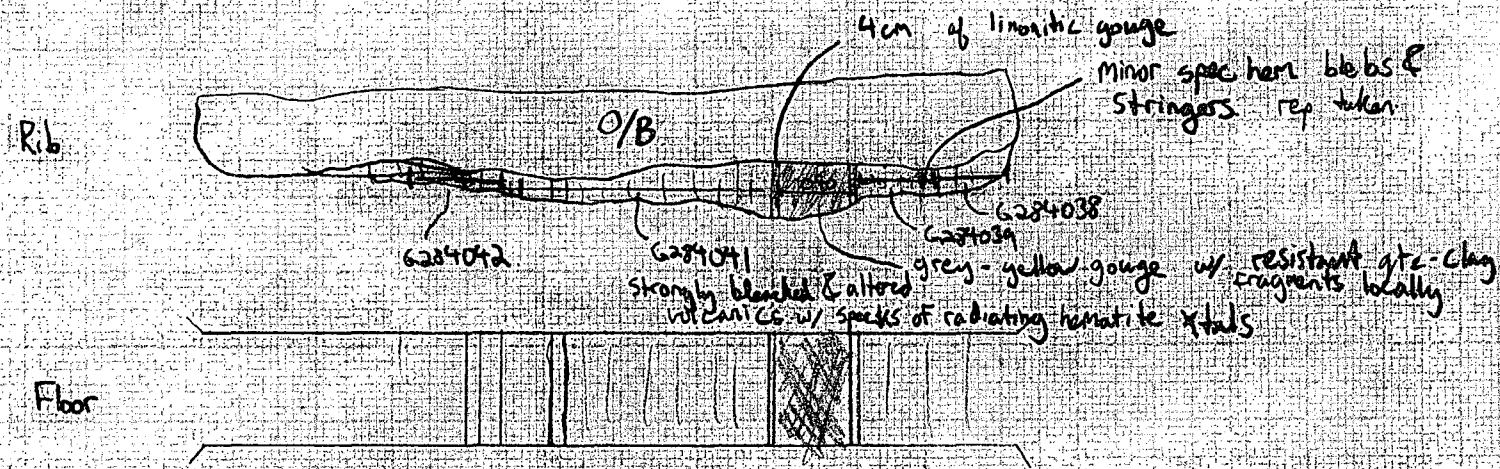 4cm of limonitic gouge
minor spec hem blebs &
Stringers rep taken
Rib
O/B
G284038
G284039
G284042
G284041
grey-yellow gouge w/ resistant qtz-clay
fragments locally
Strongly bleached & altered
volcanics w/ specks of radiating hematite xtals
Floor